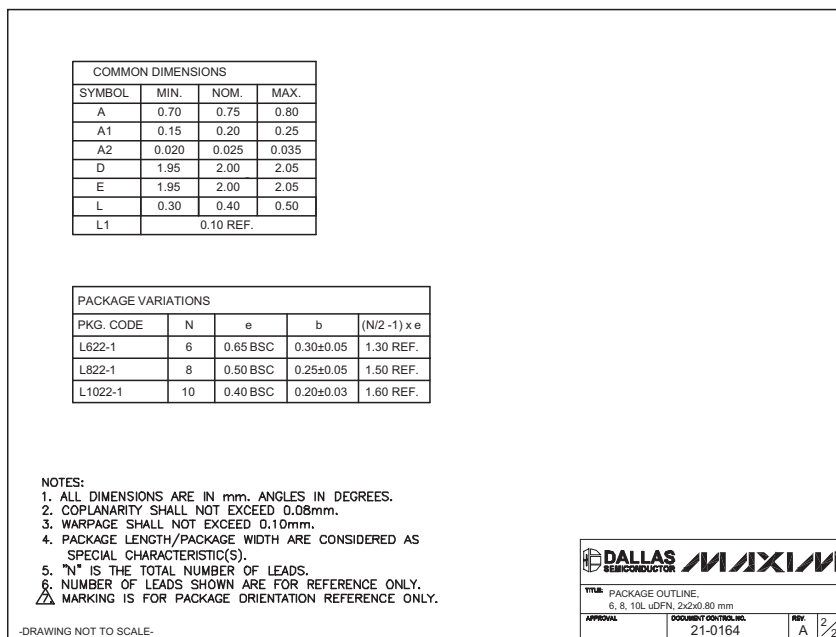 COMMON DIMENSIONS
SYMBOL MIN. NOM. MAX.
A 0.70 0.75 0.80
A1 0.15 0.20 0.25
A2 0.020 0.025 0.035
D 1.95 2.00 2.05
E 1.95 2.00 2.05
L 0.30 0.40 0.50
L1 0.10 REF.
PACKAGE VARIATIONS
PKG. CODE N e b (N/2 -1) x e
L622-1 6 0.65 BSC 0.30±0.05 1.30 REF.
L822-1 8 0.50 BSC 0.25±0.05 1.50 REF.
L1022-1 10 0.40 BSC 0.20±0.03 1.60 REF.
NOTES:
1. ALL DIMENSIONS ARE IN mm. ANGLES IN DEGREES.
2. COPLANARITY SHALL NOT EXCEED 0.08mm.
3. WARPAGE SHALL NOT EXCEED 0.10mm.
4. PACKAGE LENGTH/PACKAGE WIDTH ARE CONSIDERED AS
SPECIAL CHARACTERISTIC(S).
5. "N" IS THE TOTAL NUMBER OF LEADS.
6. NUMBER OF LEADS SHOWN ARE FOR REFERENCE ONLY.
7 MARKING IS FOR PACKAGE ORIENTATION REFERENCE ONLY.
-DRAWING NOT TO SCALE-
DALLAS SEMICONDUCTOR MAXIM
TITLE: PACKAGE OUTLINE,
6, 8, 10L uDFN, 2x2x0.80 mm
APPROVAL DOCUMENT CONTROL NO. REV.
21-0164 A 2/2